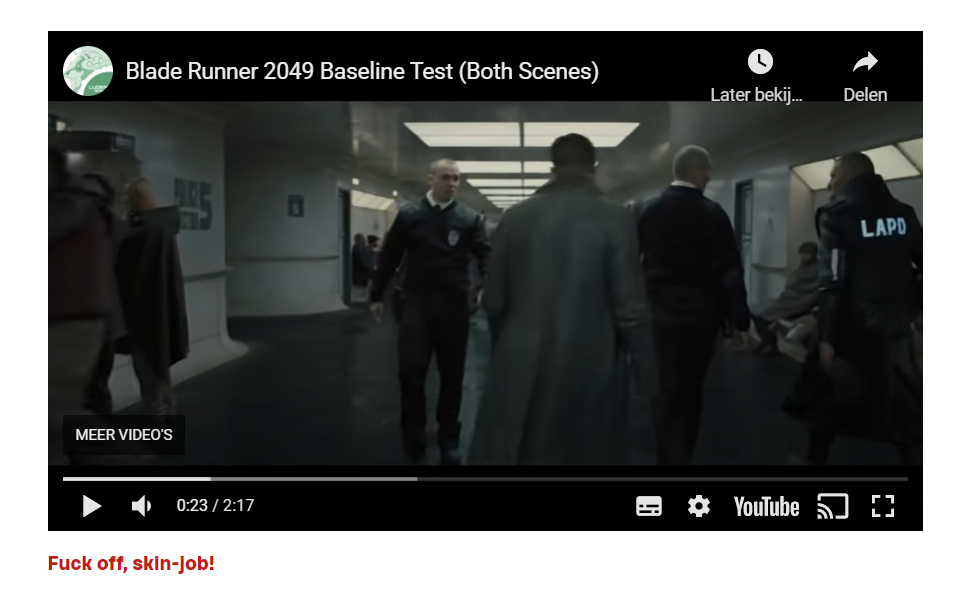 Blade Runner 2049 Baseline Test (Both Scenes)
Later bekij...
Delen
LAPD
MEER VIDEO'S
0:23 / 2:17
YouTube
Fuck off, skin-job!